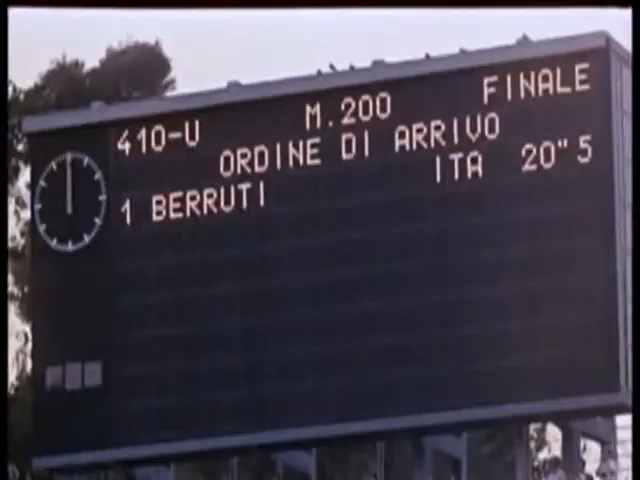 410-U M.200 FINALE
ORDINE DI ARRIVO
1 BERRUTI ITA 20"5